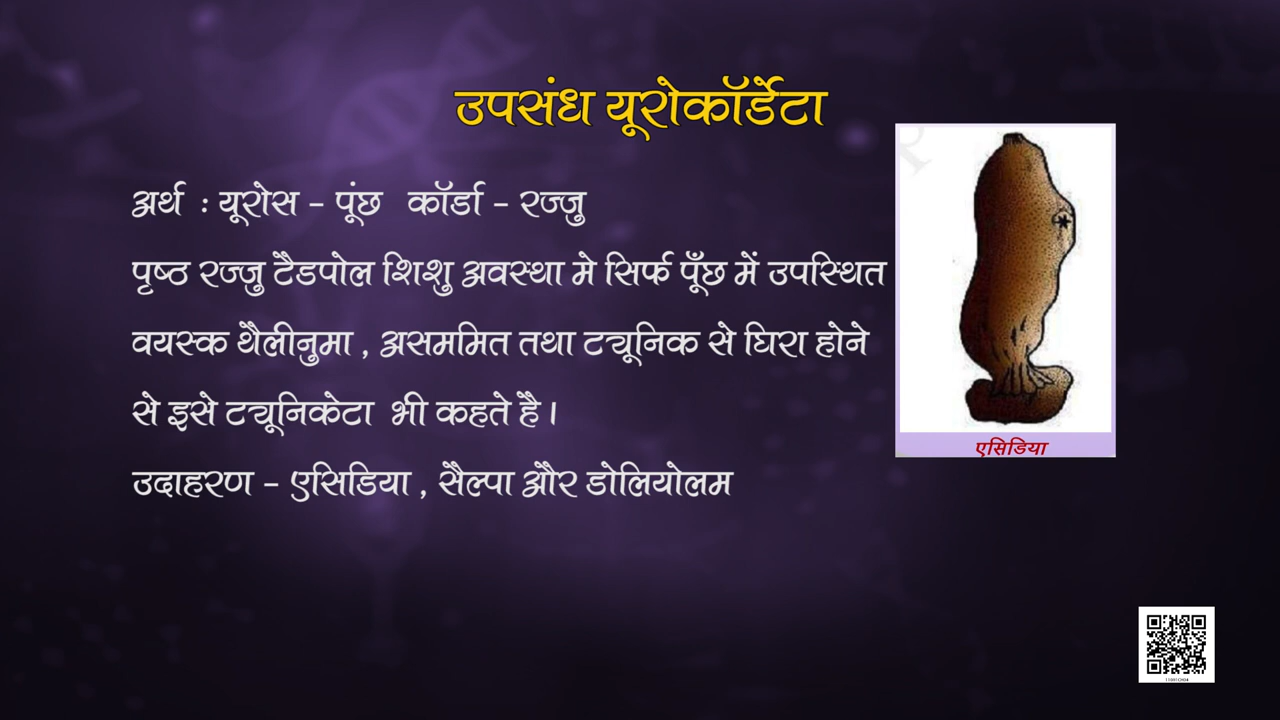 उपसंध यूरोकॉर्डेटा
अर्थ : यूरोस - पूंछ कॉर्डा - रज्जु
पृष्ठ रज्जु टैडपोल शिशु अवस्था मे सिर्फ पूँछ में उपस्थित
वयस्क थैलीनुमा , असममित तथा ट्यूनिक से घिरा होने
से इसे ट्यूनिकेटा भी कहते है ।
उदाहरण - एसिडिया , सैल्पा और डोलियोलम
एसिडिया